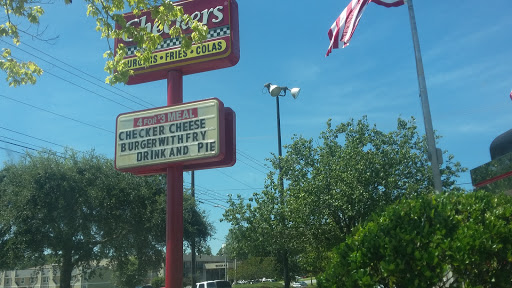 Checkers
BURGERS • FRIES • COLAS
4 FOR $3 MEAL
CHECKER CHEESE
BURGERWITHFRY
DRINK AND PIE